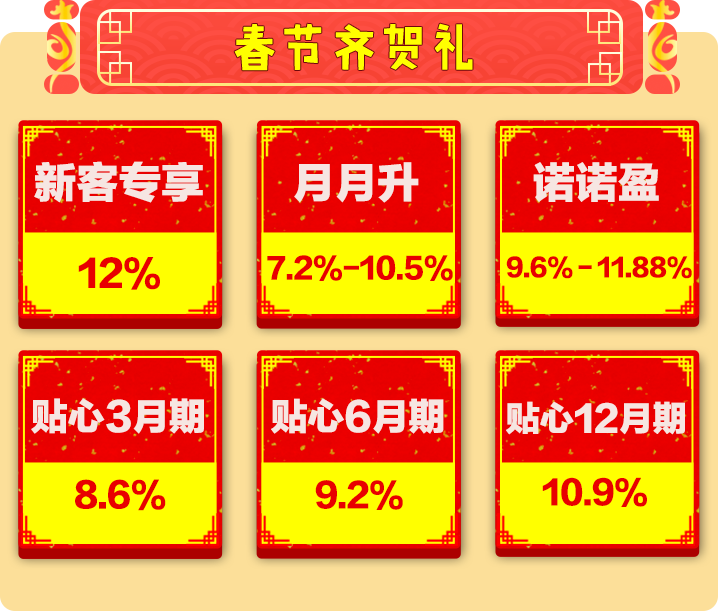 春节齐贺礼
新客专享
12%
月月升
7.2%-10.5%
诺诺盈
9.6% - 11.88%
贴心3月期
8.6%
贴心6月期
9.2%
贴心12月期
10.9%